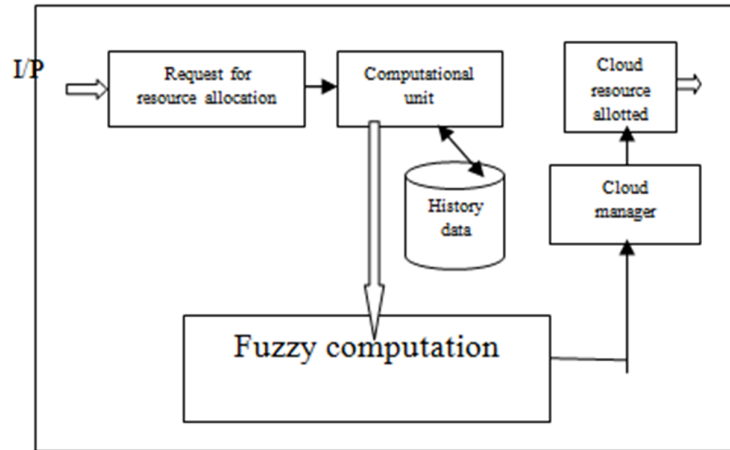 I/P
Request for
resource allocation
Computational
unit
Cloud
resource
allotted
History
data
Cloud
manager
Fuzzy computation